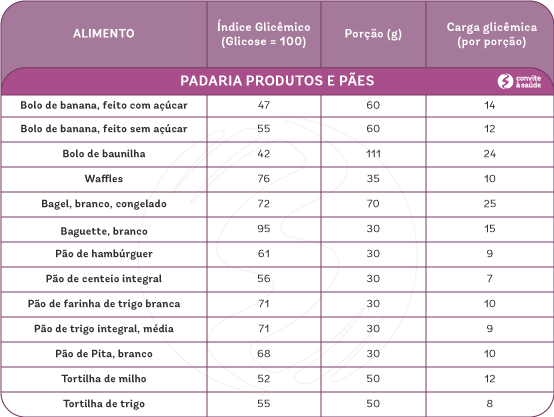 ALIMENTO | Índice Glicêmico (Glicose = 100) | Porção (g) | Carga glicêmica (por porção)
PADARIA PRODUTOS E PÃES
convite à saúde
Bolo de banana, feito com açúcar | 47 | 60 | 14
Bolo de banana, feito sem açúcar | 55 | 60 | 12
Bolo de baunilha | 42 | 111 | 24
Waffles | 76 | 35 | 10
Bagel, branco, congelado | 72 | 70 | 25
Baguette, branco | 95 | 30 | 15
Pão de hambúrguer | 61 | 30 | 9
Pão de centeio integral | 56 | 30 | 7
Pão de farinha de trigo branca | 71 | 30 | 10
Pão de trigo integral, média | 71 | 30 | 9
Pão de Pita, branco | 68 | 30 | 10
Tortilha de milho | 52 | 50 | 12
Tortilha de trigo | 55 | 50 | 8